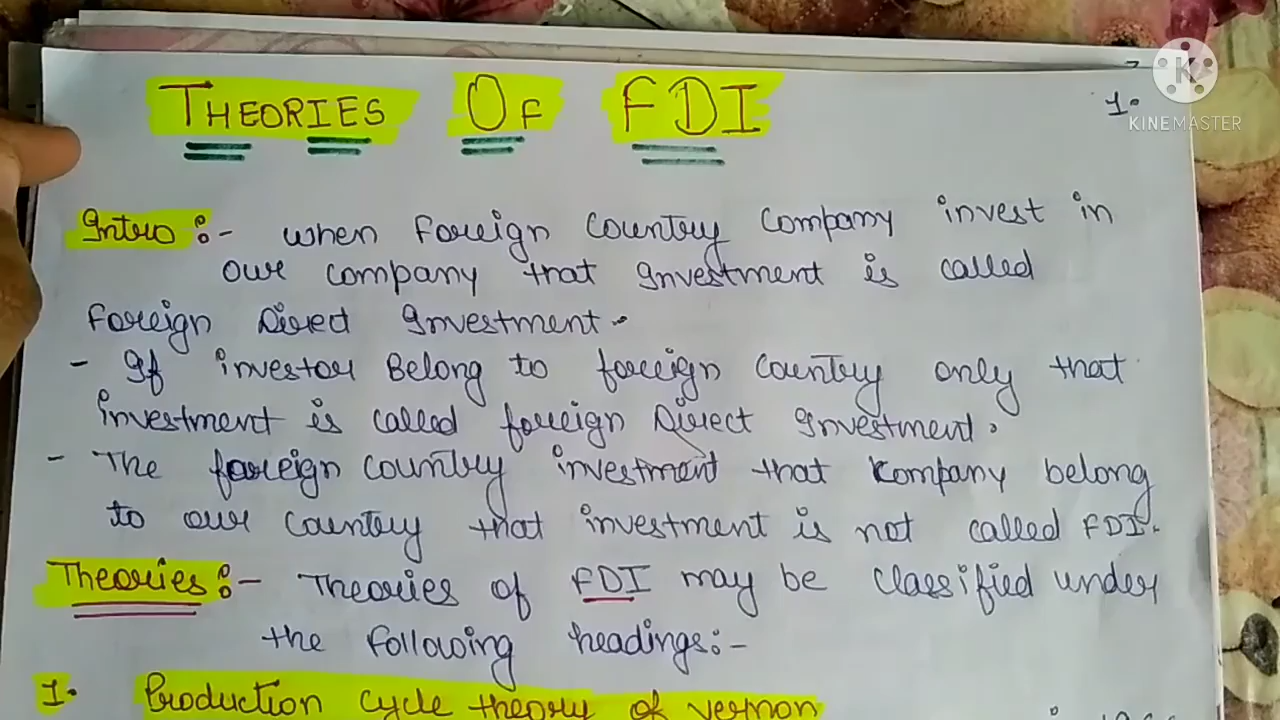 THEORIES OF FDI
1.
KINEMASTER
Intro :- when foreign country company invest in
our company that Investment is called
Foreign Direct Investment.
- If investor Belong to foreign country only that
investment is called foreign Direct Investment.
- The foreign country investment that company belong
to our country that investment is not called FDI.
Theories :- Theories of FDI may be classified under
the following headings:-
1. Production cycle theory of vernon